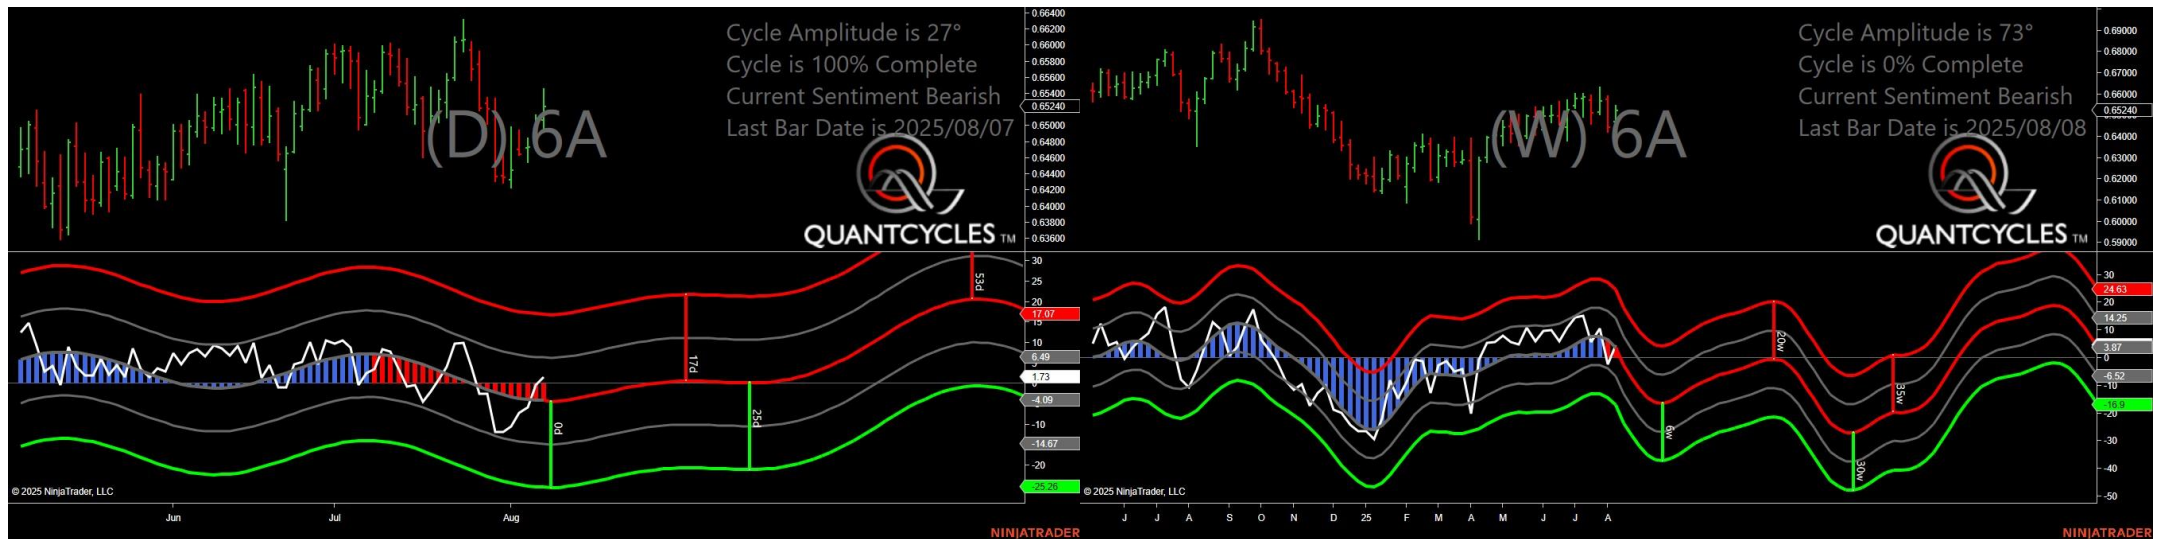 Cycle Amplitude is 27°
Cycle is 100% Complete
Current Sentiment Bearish
Last Bar Date is 2025/08/07
(D) 6A
QUANTCYCLES TM
0.66400
0.66200
0.66000
0.65800
0.65600
0.65400
0.65240
0.65000
0.64800
0.64600
0.64400
0.64200
0.64000
0.63800
0.63600
30
25
20
17.07
15
10
6.49
1.73
-4.09
-10
-14.67
-20
-25.26
0d
17d
25d
53d
© 2025 NinjaTrader, LLC
Jun
Jul
Aug
NINJATRADER
Cycle Amplitude is 73°
Cycle is 0% Complete
Current Sentiment Bearish
Last Bar Date is 2025/08/08
(W) 6A
QUANTCYCLES TM
0.69000
0.68000
0.67000
0.66000
0.65240
0.64000
0.63000
0.62000
0.61000
0.60000
0.59000
30
24.63
20
14.25
10
3.87
0
-6.52
-10
-16.9
-20
-30
-40
-50
6w
20w
30w
35w
© 2025 NinjaTrader, LLC
J
J
A
S
O
N
D
25
F
M
A
M
J
J
A
NINJATRADER